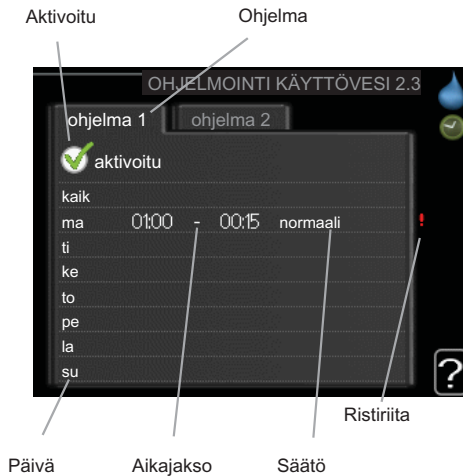 Aktivoitu
Ohjelma
OHJELMOINTI KÄYTTÖVESI 2.3
ohjelma 1
ohjelma 2
aktivoitu
kaik
ma 01:00 - 00:15 normaali !
ti
ke
to
pe
la
su
?
Ristiriita
Päivä
Aikajakso
Säätö